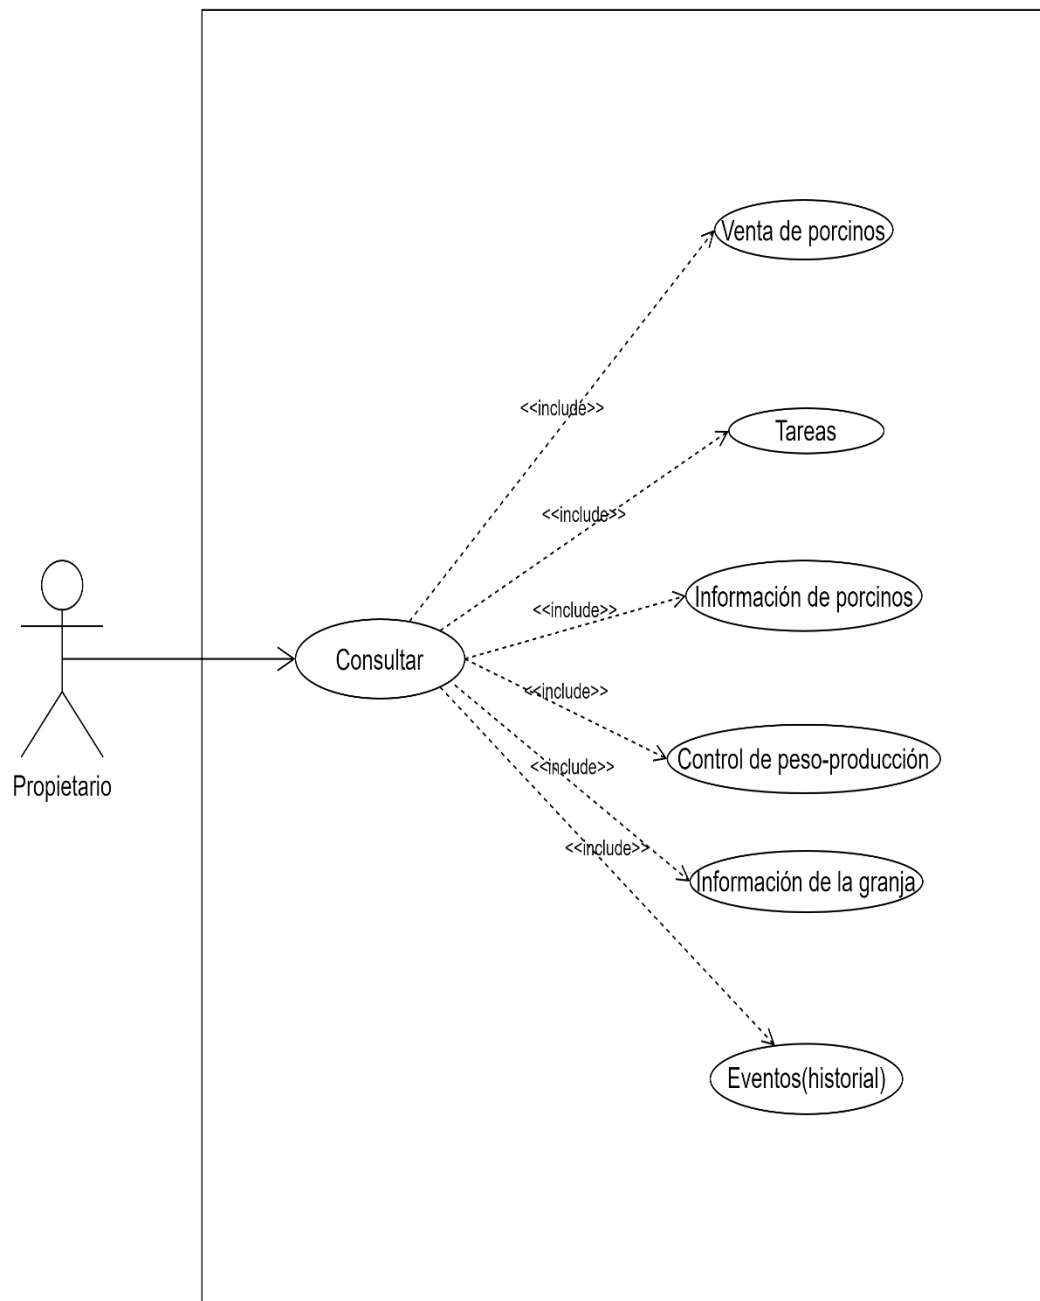 Venta de porcinos
<<include>>
Tareas
<<include>>
Información de porcinos
<<include>>
Consultar
<<include>>
Control de peso-producción
<<include>>
Propietario
<<include>>
Información de la granja
Eventos(historial)